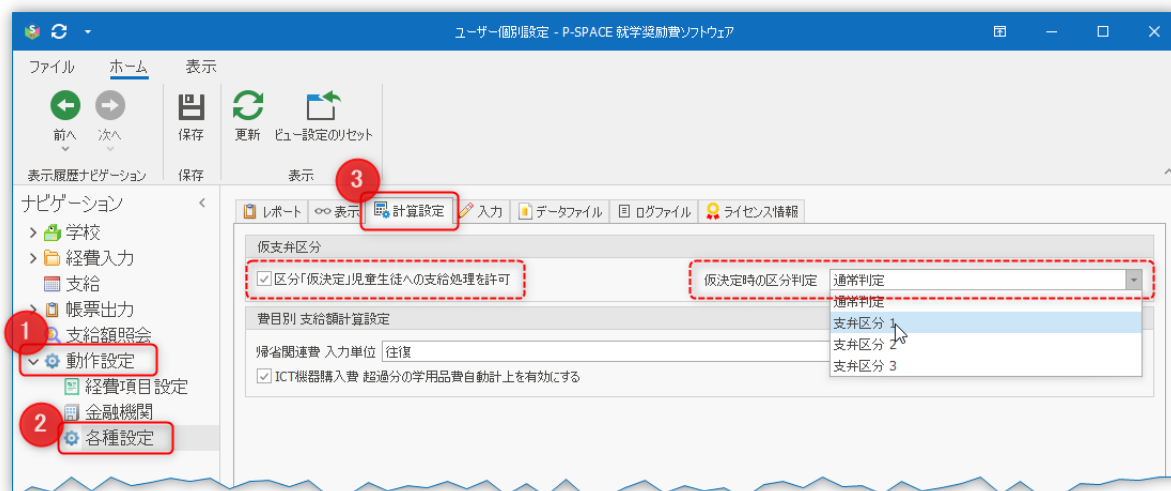 ユーザー個別設定 - P-SPACE 就学奨励費ソフトウェア
ファイル ホーム 表示
前へ 次へ 保存 更新 ビュー設定のリセット
表示履歴ナビゲーション 保存 表示
3
ナビゲーション
レポート 表示 計算設定 入力 データファイル ログファイル ライセンス情報
学校
経費入力
支給
帳票出力
1
支給額照会
動作設定
経費項目設定
金融機関
2
各種設定
仮支弁区分
区分「仮決定」児童生徒への支給処理を許可
仮決定時の区分判定 通常判定
通常判定
支弁区分 1
支弁区分 2
支弁区分 3
費目別 支給額計算設定
帰省関連費 入力単位 往復
ICT機器購入費 超過分の学用品費自動計上を有効にする